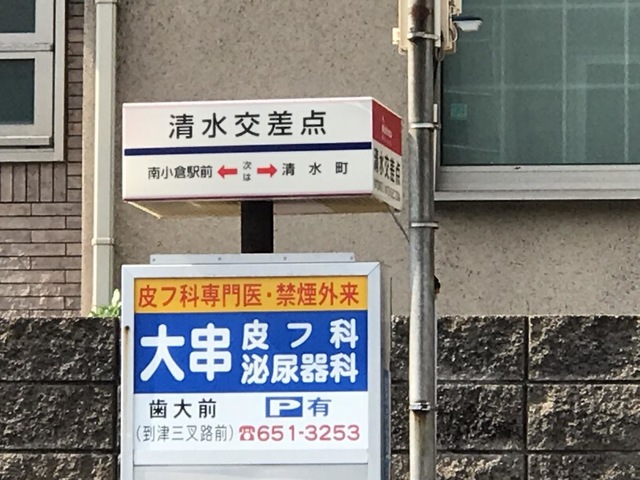 清水交差点
南小倉駅前 ← 次は → 清水町
清水交差点
皮フ科専門医・禁煙外来
大串 皮フ科
泌尿器科
歯大前 P有
(到津三叉路前) ☎651-3253